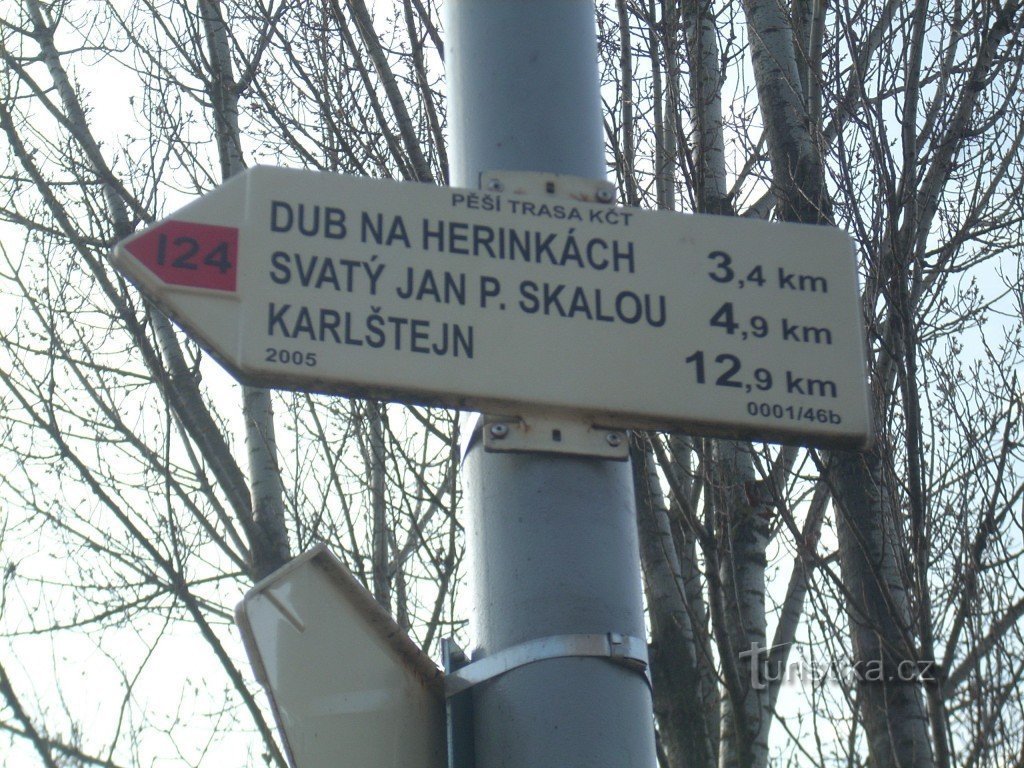 PĚŠÍ TRASA KČT
124
DUB NA HERINKÁCH 3,4 km
SVATÝ JAN P. SKALOU 4,9 km
KARLŠTEJN 12,9 km
2005 0001/46b
Turistika.cz